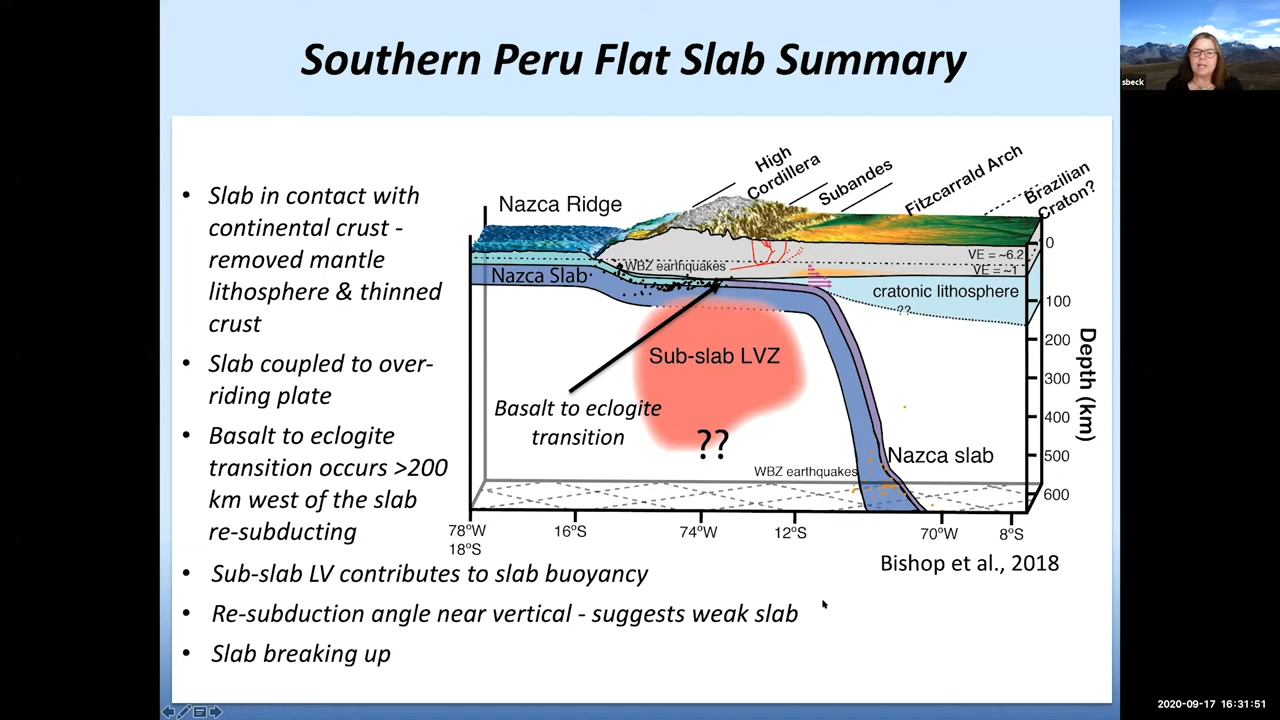 Southern Peru Flat Slab Summary
sbeck
• Slab in contact with
continental crust -
removed mantle
lithosphere & thinned
crust
• Slab coupled to over-
riding plate
• Basalt to eclogite
transition occurs >200
km west of the slab
re-subducting
• Sub-slab LV contributes to slab buoyancy
• Re-subduction angle near vertical - suggests weak slab
• Slab breaking up
Nazca Ridge
High
Cordillera
Subandes
Fitzcarrald Arch
Brazilian
Craton?
WBZ earthquakes
Nazca Slab
VE = ~6.2
VE = ~1
cratonic lithosphere
??
Sub-slab LVZ
Basalt to eclogite
transition
??
Nazca slab
WBZ earthquakes
0
100
200
300
400
500
600
Depth (km)
78°W
18°S
16°S
74°W
12°S
70°W
8°S
Bishop et al., 2018
2020-09-17 16:31:51